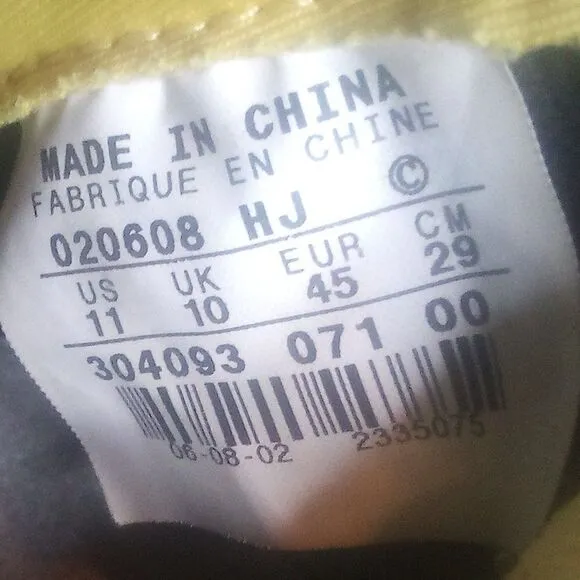 MADE IN CHINA
FABRIQUE EN CHINE
020608 HJ ©
US UK EUR CM
11 10 45 29
304093 071 00
06-08-02 2335075